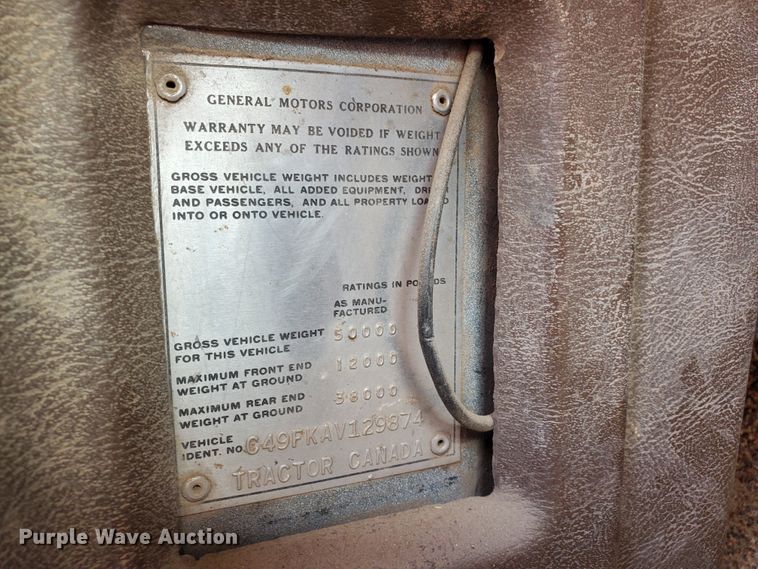 GENERAL MOTORS CORPORATION
WARRANTY MAY BE VOIDED IF WEIGHT
EXCEEDS ANY OF THE RATINGS SHOWN
GROSS VEHICLE WEIGHT INCLUDES WEIGHT
BASE VEHICLE, ALL ADDED EQUIPMENT,
AND PASSENGERS, AND ALL PROPERTY
INTO OR ONTO VEHICLE.
RATINGS IN
AS MANU-
FACTURED
GROSS VEHICLE WEIGHT 50000
FOR THIS VEHICLE
MAXIMUM FRONT END 12000
WEIGHT AT GROUND
MAXIMUM REAR END 38000
WEIGHT AT GROUND
VEHICLE
IDENT. NO. G49FKAV129874
TRACTOR CANADA
Purple Wave Auction